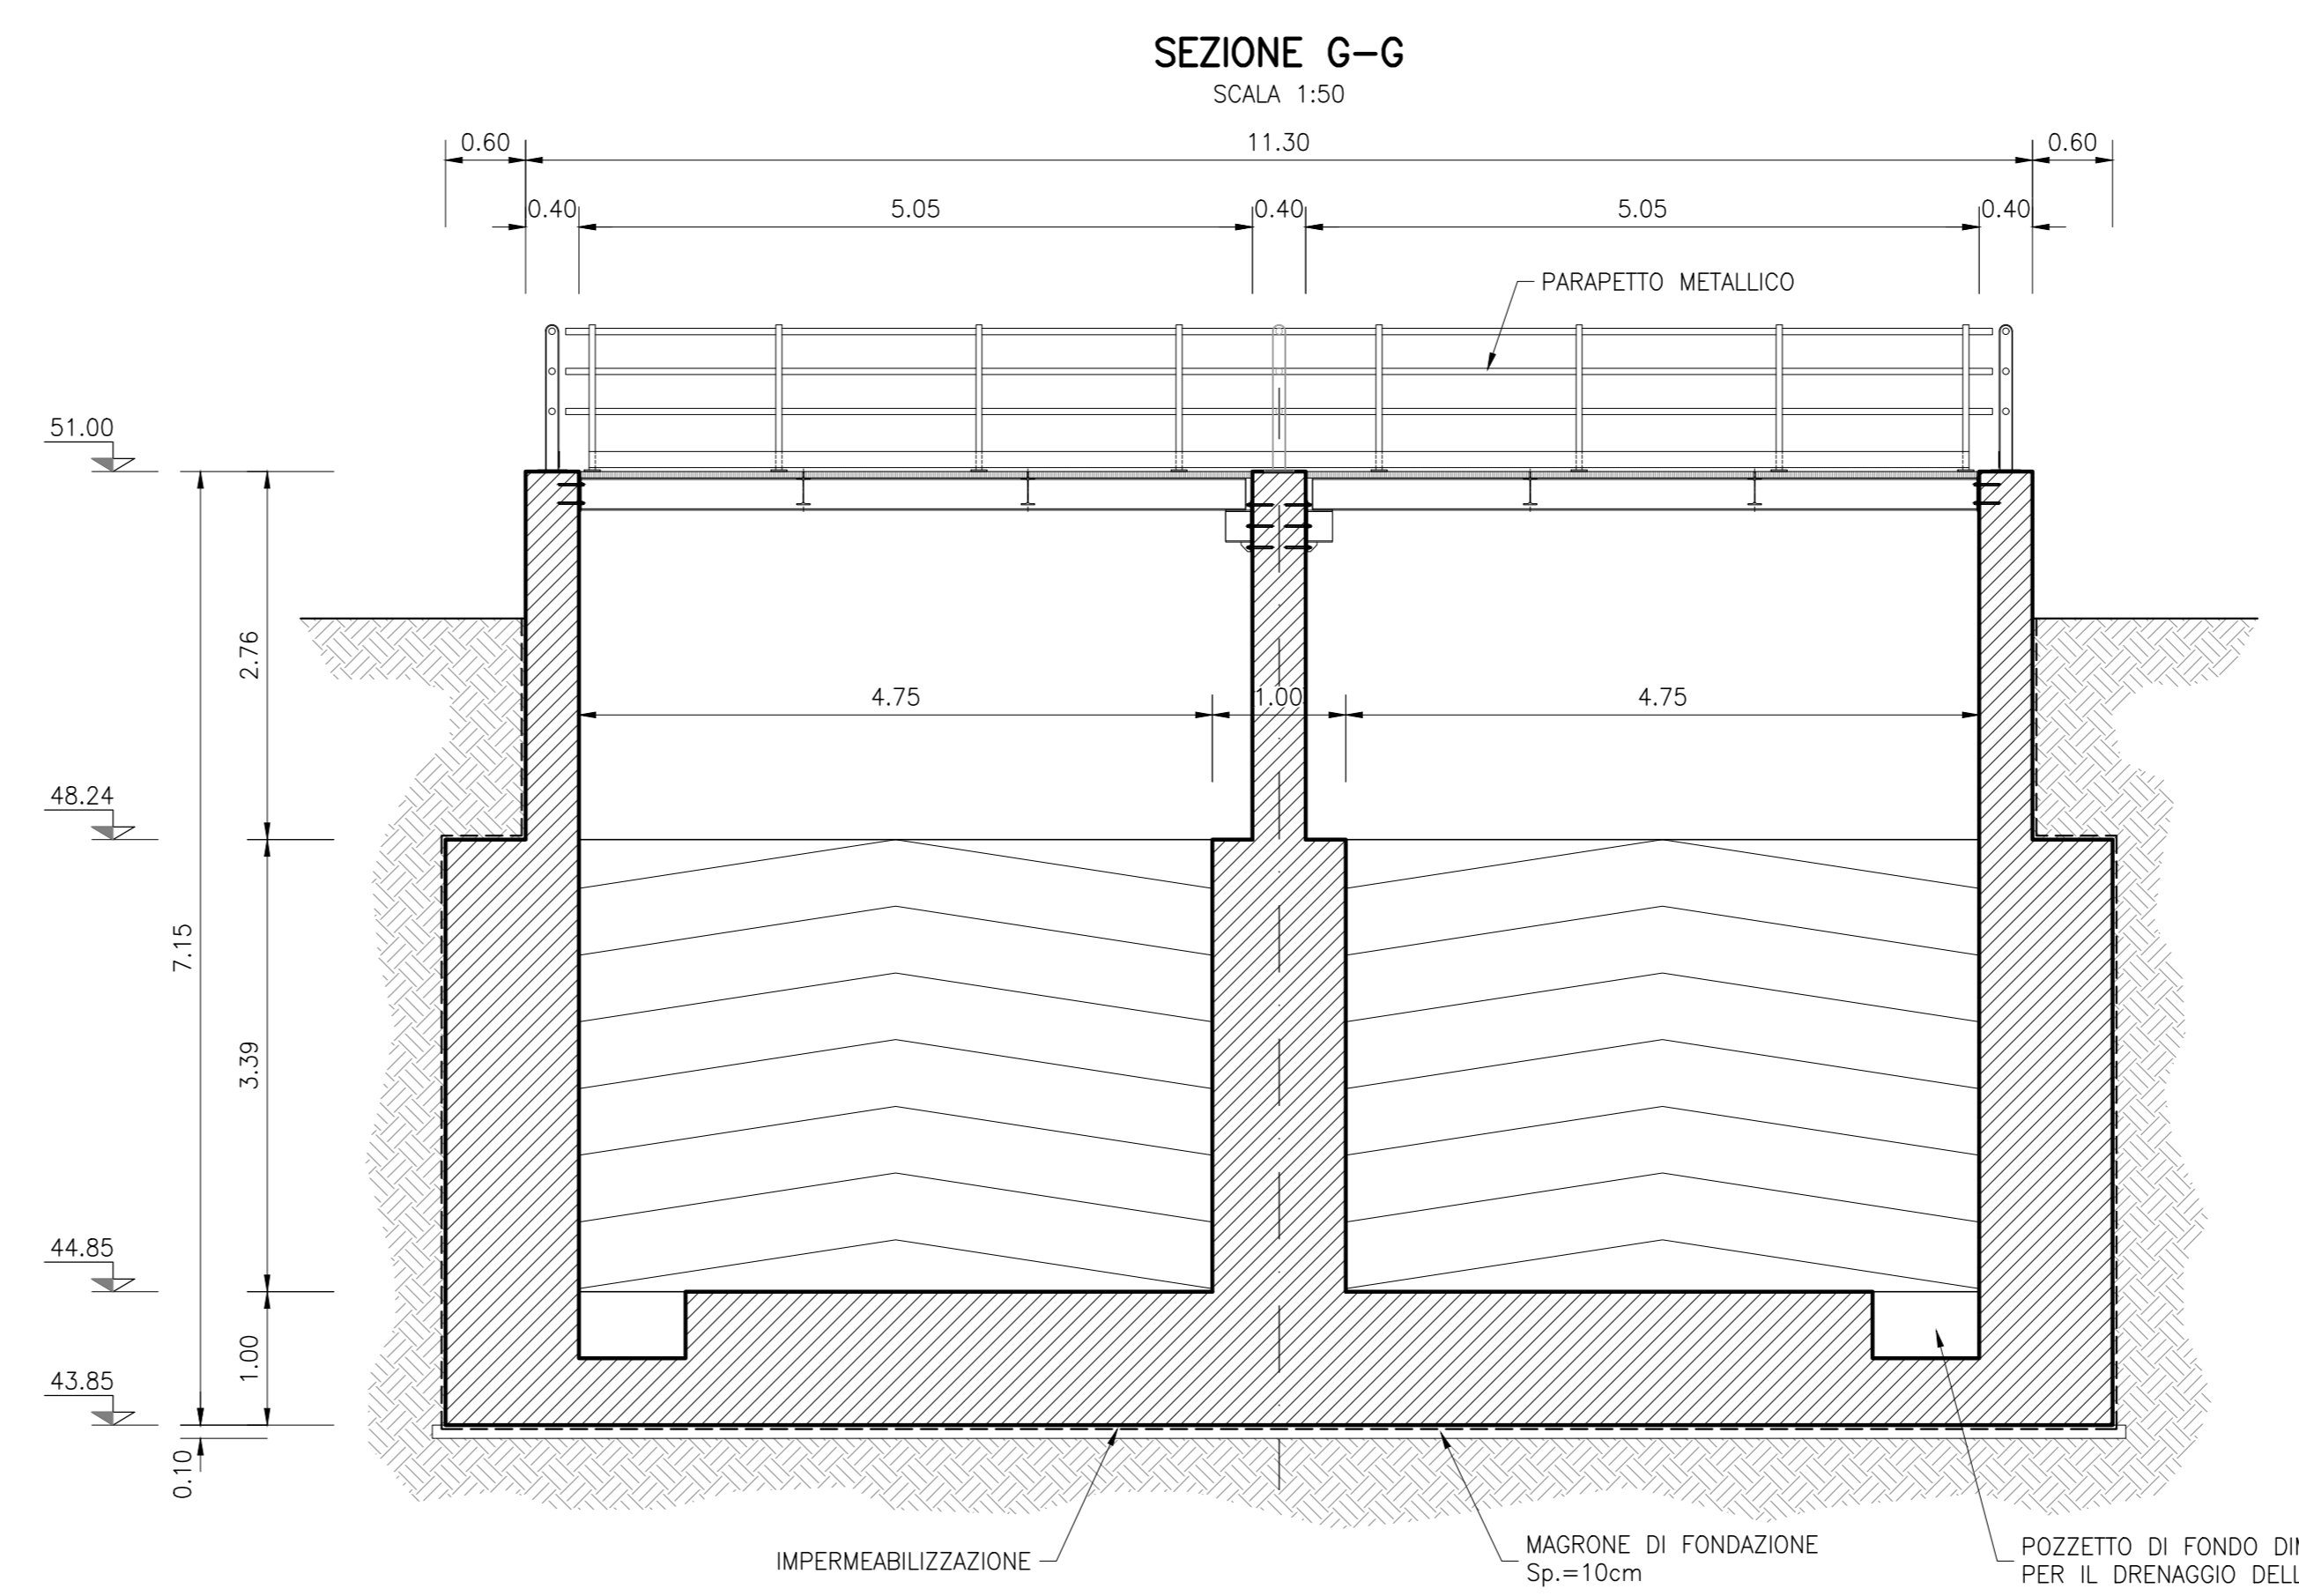 SEZIONE G-G
SCALA 1:50
0.60 11.30 0.60
0.40 5.05 0.40 5.05 0.40
PARAPETTO METALLICO
51.00
2.76
4.75 1.00 4.75
48.24
7.15
3.39
44.85
1.00
43.85
0.10
IMPERMEABILIZZAZIONE
MAGRONE DI FONDAZIONE
Sp.=10cm
POZZETTO DI FONDO
PER IL DRENAGGIO